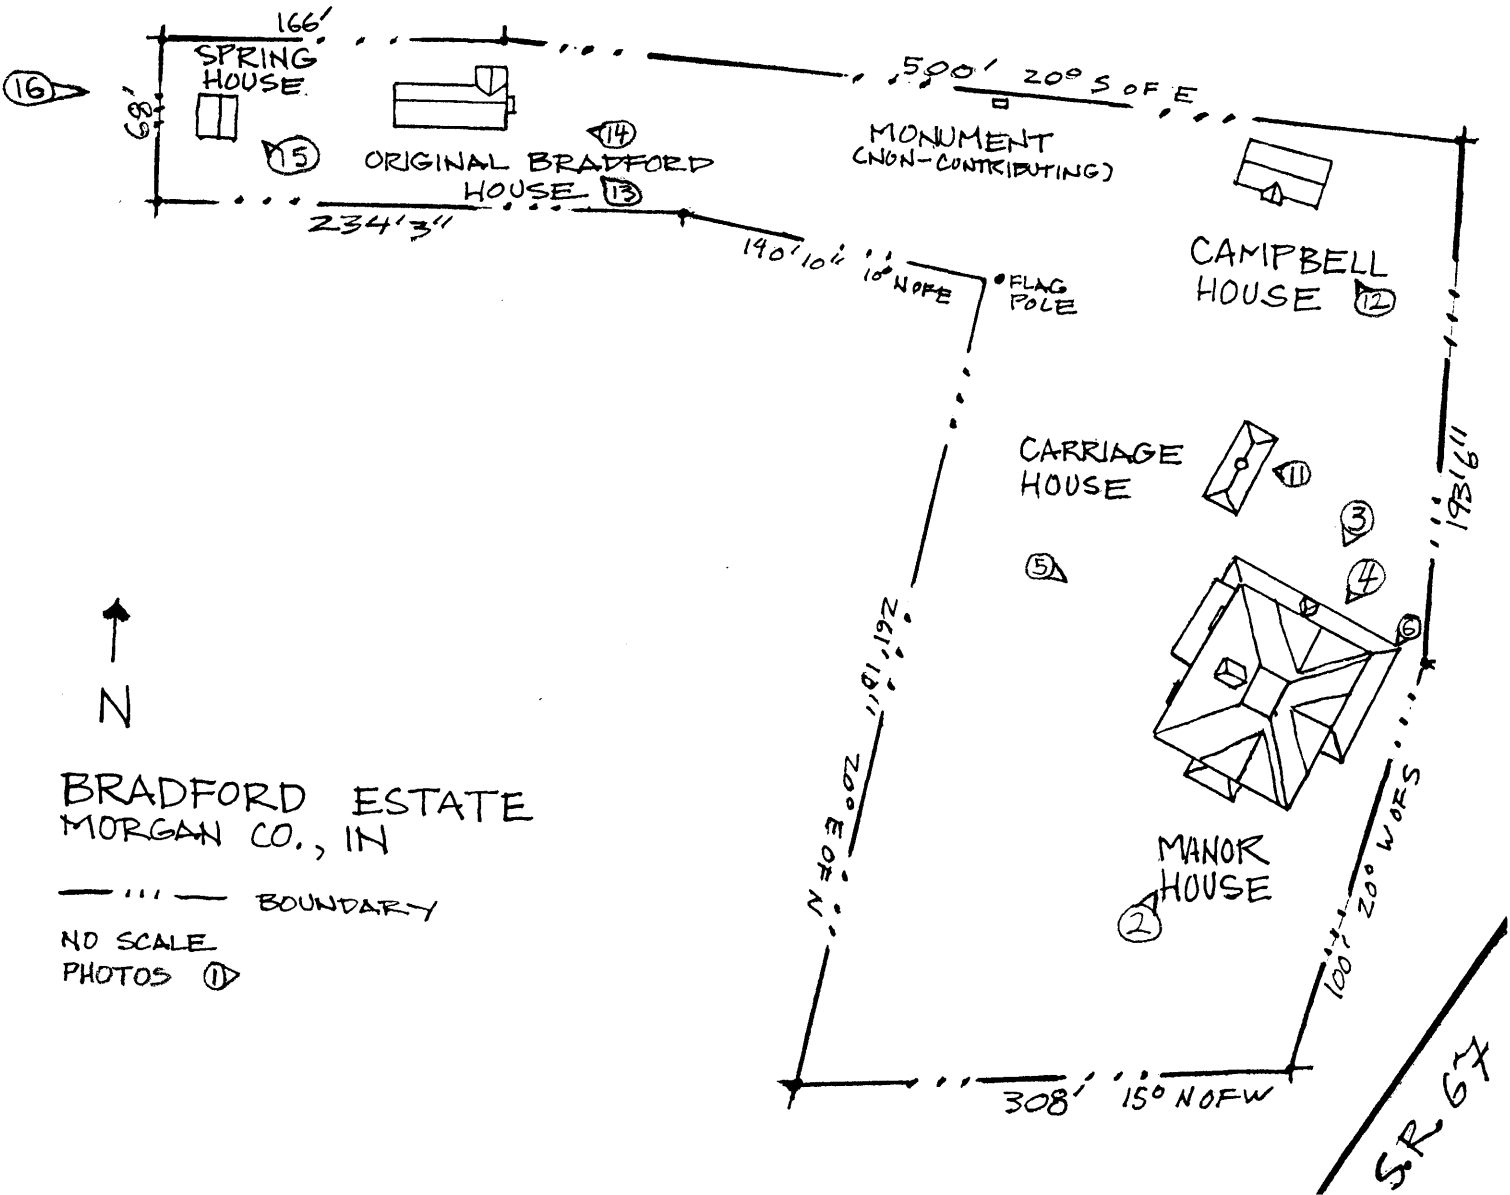 166'
SPRING
HOUSE
16
68'
15
14
ORIGINAL BRADFORD
HOUSE 13
234'3"
500' 20° S OF E
MONUMENT
(NON-CONTRIBUTING)
140'10" 10° N OF E
FLAG
POLE
CAMPBELL
HOUSE 12
CARRIAGE
HOUSE
11
193'6"
3
5
4
6
261'10"
20° E OF N
N
BRADFORD ESTATE
MORGAN CO., IN
BOUNDARY
NO SCALE
PHOTOS 1
MANOR
HOUSE
2
100' 20° W OF S
308' 15° N OF W
S.R. 67